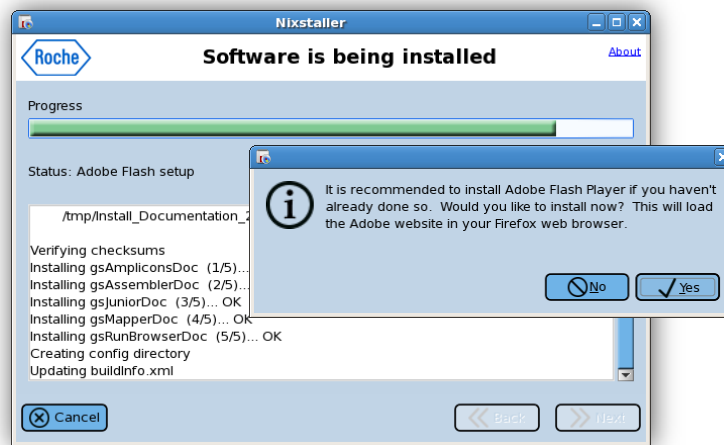 Nixstaller
Roche
Software is being installed
About
Progress
Status: Adobe Flash setup
/tmp/Install_Documentation_2
Verifying checksums
Installing gsAmpliconsDoc (1/5)...
Installing gsAssemblerDoc (2/5)...
Installing gsJuniorDoc (3/5)... OK
Installing gsMapperDoc (4/5)... OK
Installing gsRunBrowserDoc (5/5)... OK
Creating config directory
Updating buildInfo.xml
It is recommended to install Adobe Flash Player if you haven't
already done so. Would you like to install now? This will load
the Adobe website in your Firefox web browser.
No
Yes
Cancel
Back
Next